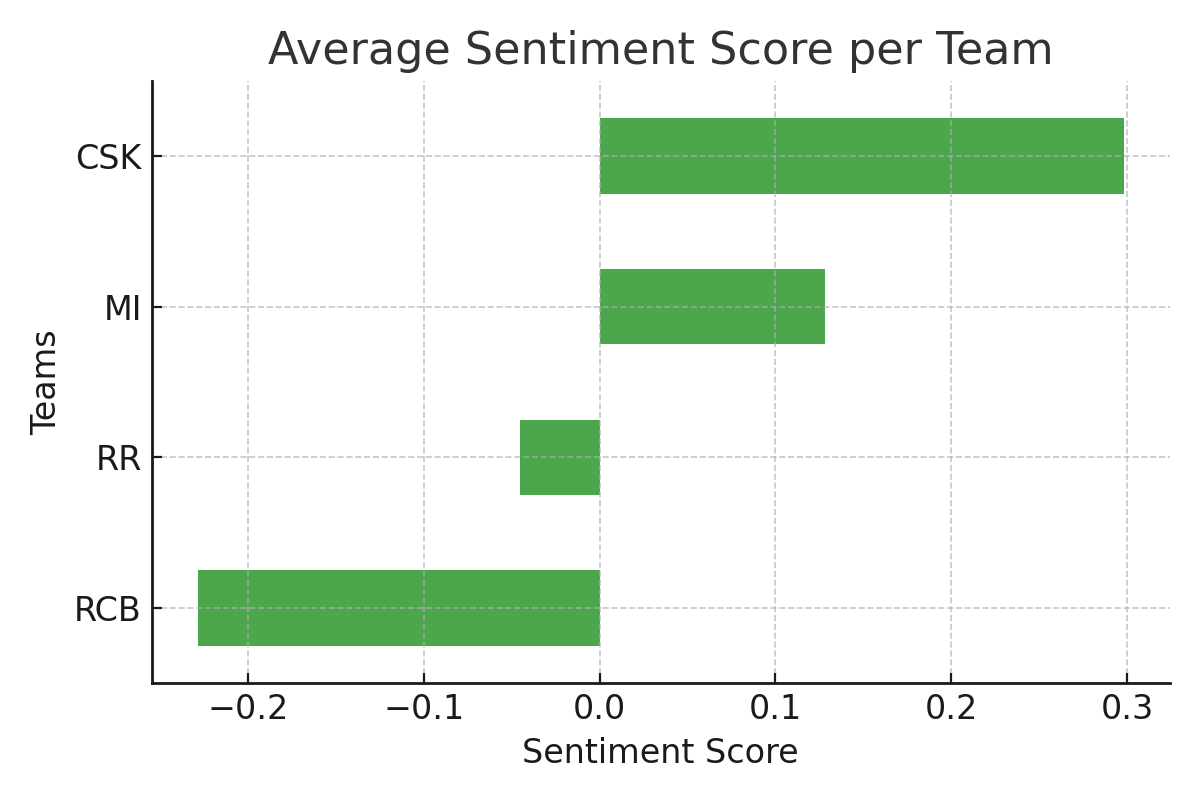 Average Sentiment Score per Team
Teams
CSK
MI
RR
RCB
−0.2 −0.1 0.0 0.1 0.2 0.3
Sentiment Score